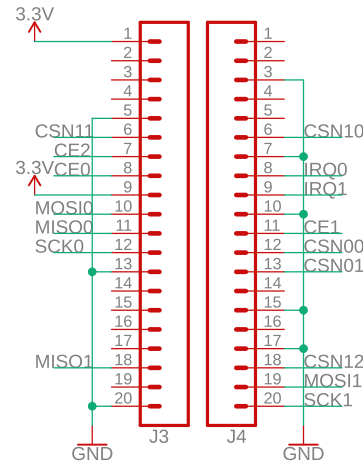 3.3V
1 1
2 2
3 3
4 4
5 5
CSN11 6 6 CSN10
CE2 7 7
3.3V CE0 8 8 IRQ0
9 9 IRQ1
MOSI0 10 10
MISO0 11 11 CE1
SCK0 12 12 CSN00
13 13 CSN01
14 14
15 15
16 16
17 17
MISO1 18 18 CSN12
19 19 MOSI1
20 20 SCK1
J3 J4
GND GND